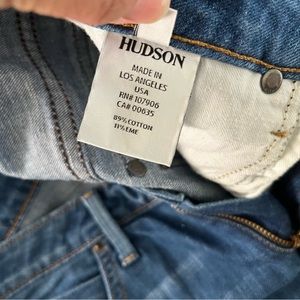 HUDSON
MADE IN
LOS ANGELES
USA
RN# 107906
CA# 00635
89% COTTON
11% EME